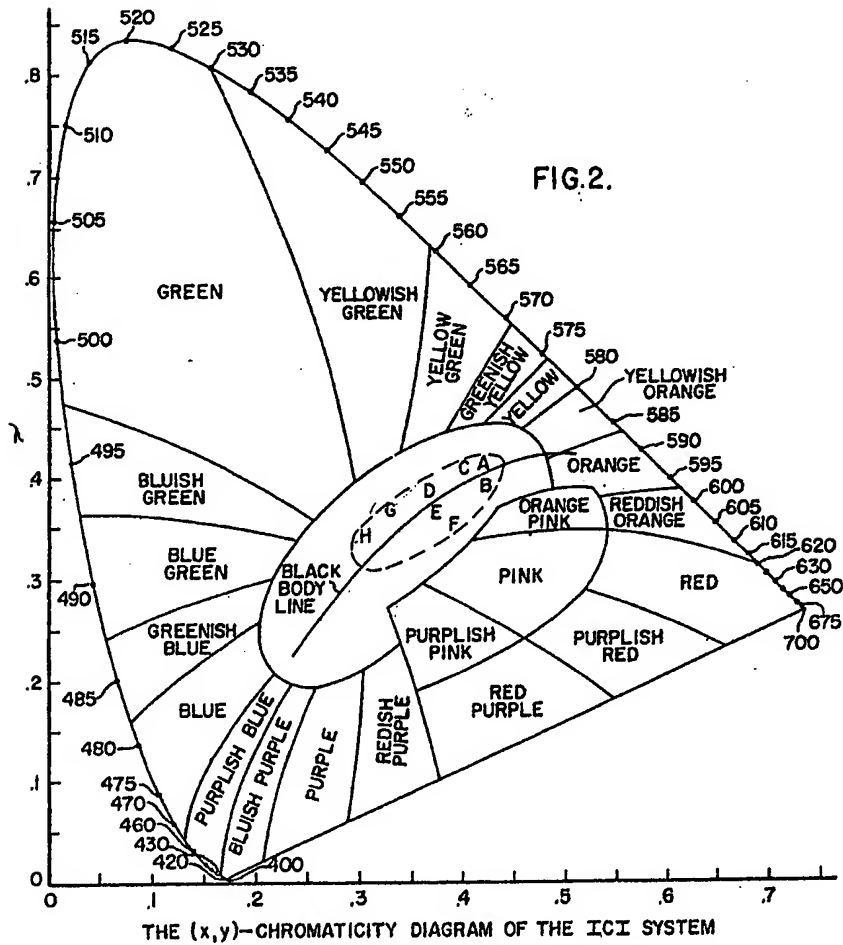 520
525
515
530
.8
535
540
510
545
FIG.2.
.7
550
555
505
560
565
.6
GREEN
YELLOWISH
GREEN
570
YELLOW
GREEN
500
575
GREENISH
YELLOW
580
YELLOWISH
ORANGE
.5
YELLOW
585
590
495
BLUISH
GREEN
.4
C A
ORANGE
595
D
B
600
G
E
ORANGE
PINK
REDDISH
ORANGE
605
F
610
H
615
620
BLUE
GREEN
.3
BLACK
BODY
LINE
PINK
RED
630
650
490
675
700
GREENISH
BLUE
PURPLISH
PINK
PURPLISH
RED
.2
485
BLUE
RED
PURPLE
480
PURPLISH BLUE
BLUISH PURPLE
PURPLE
REDISH
PURPLE
.1
475
470
460
430
420
400
0
0
.1
.2
.3
.4
.5
.6
.7
THE (x,y)-CHROMATICITY DIAGRAM OF THE ICI SYSTEM